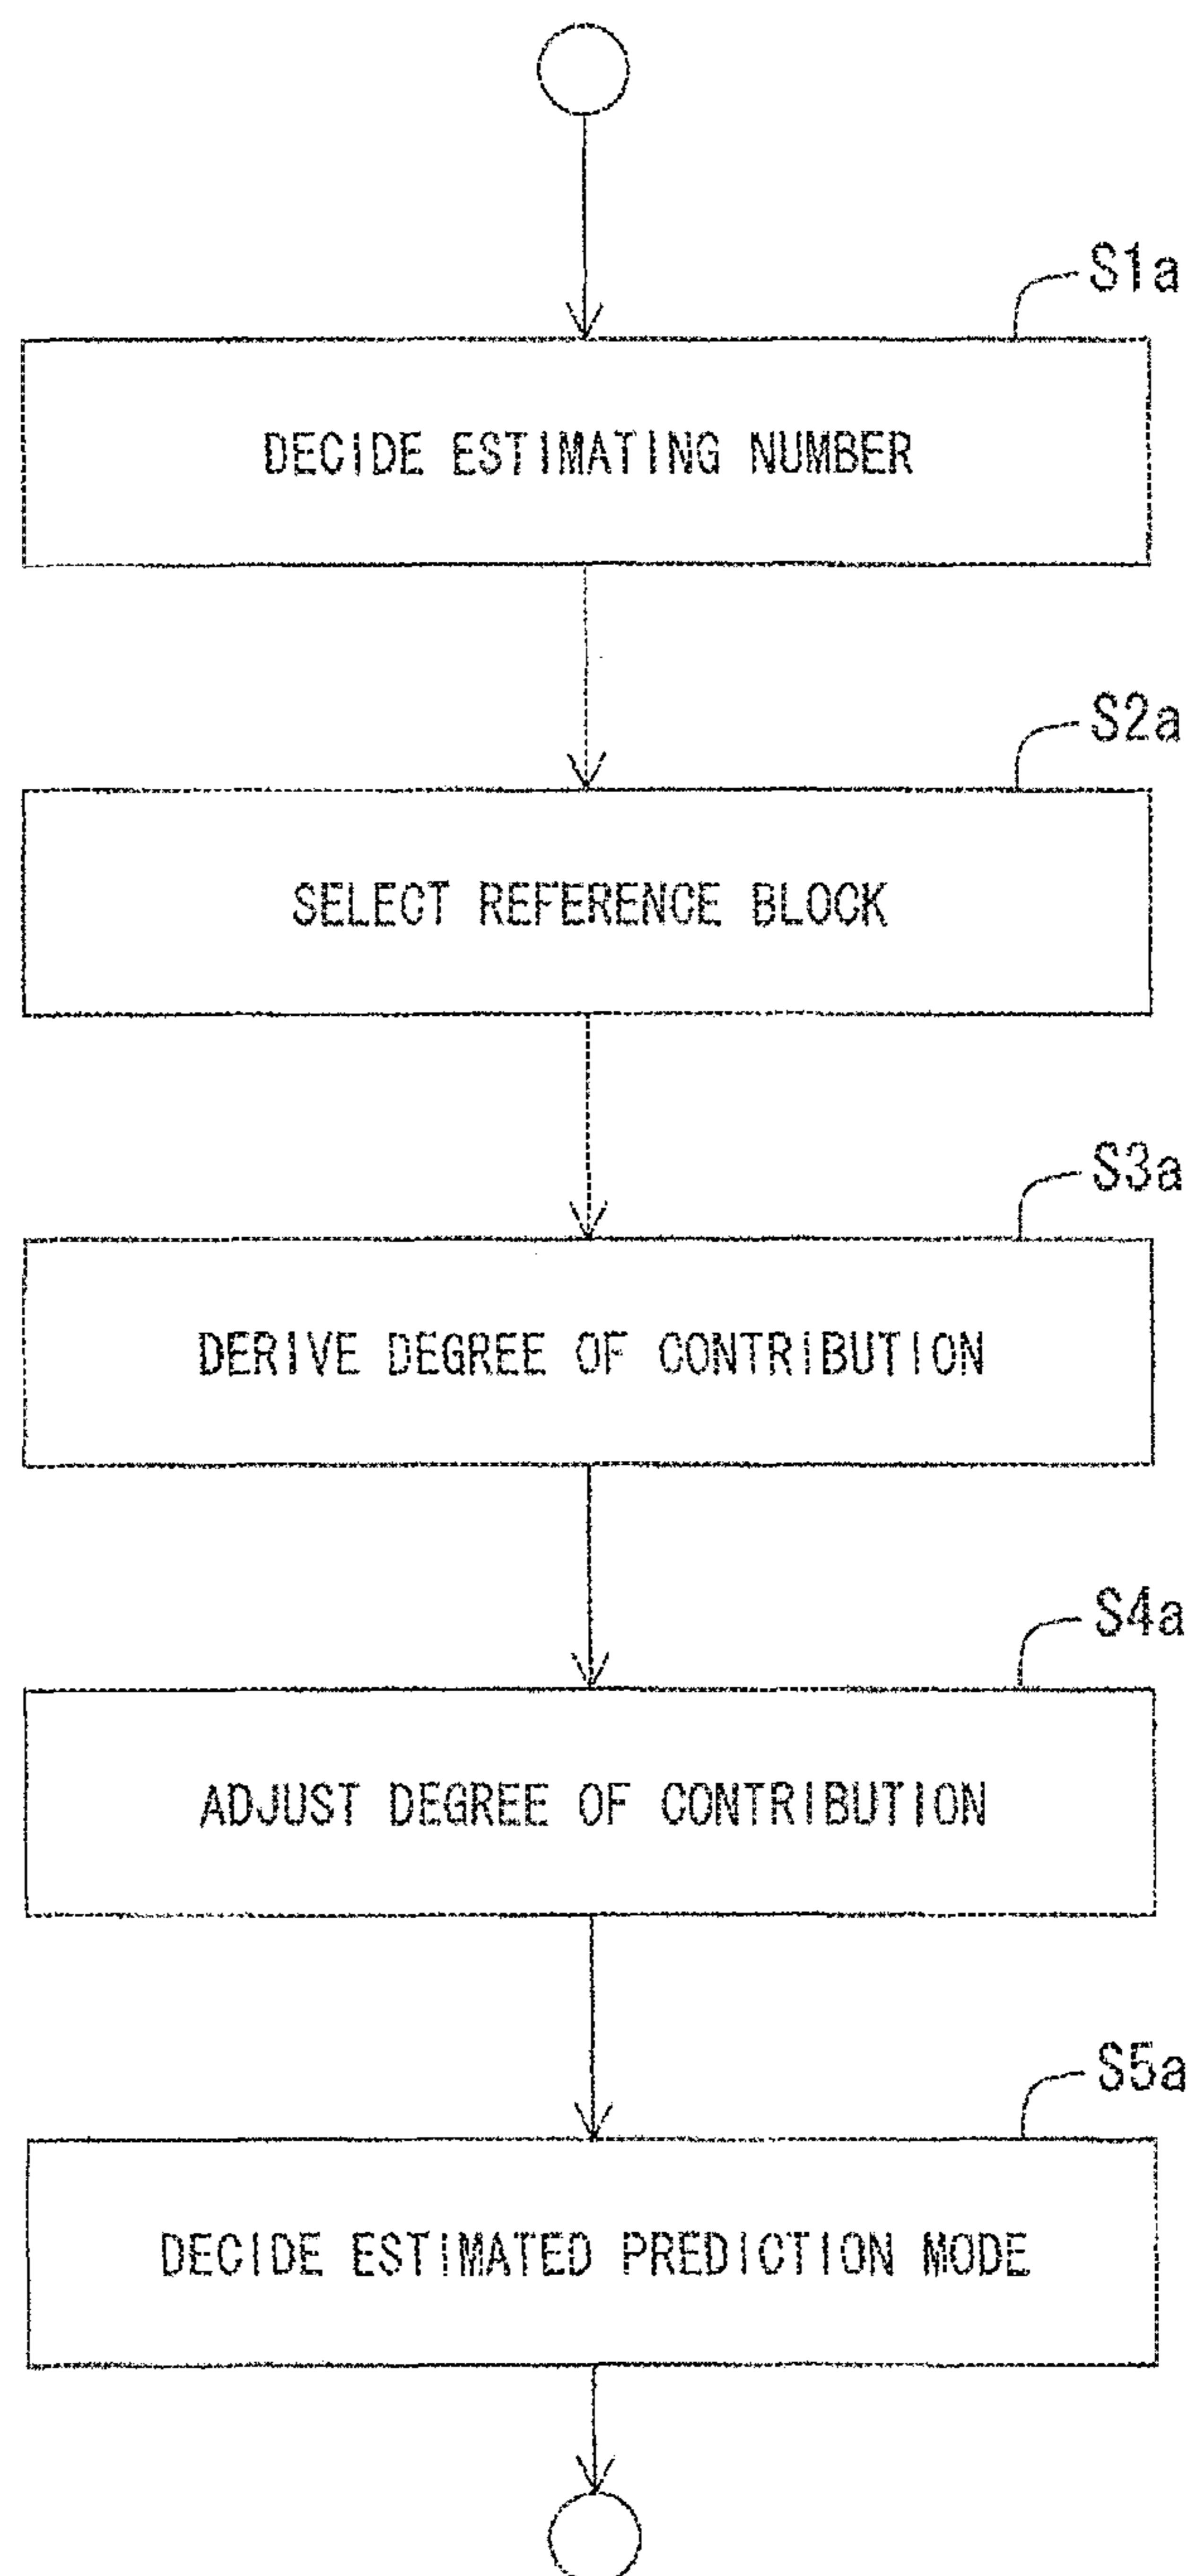 S1a
DECIDE ESTIMATING NUMBER
S2a
SELECT REFERENCE BLOCK
S3a
DERIVE DEGREE OF CONTRIBUTION
S4a
ADJUST DEGREE OF CONTRIBUTION
S5a
DECIDE ESTIMATED PREDICTION MODE